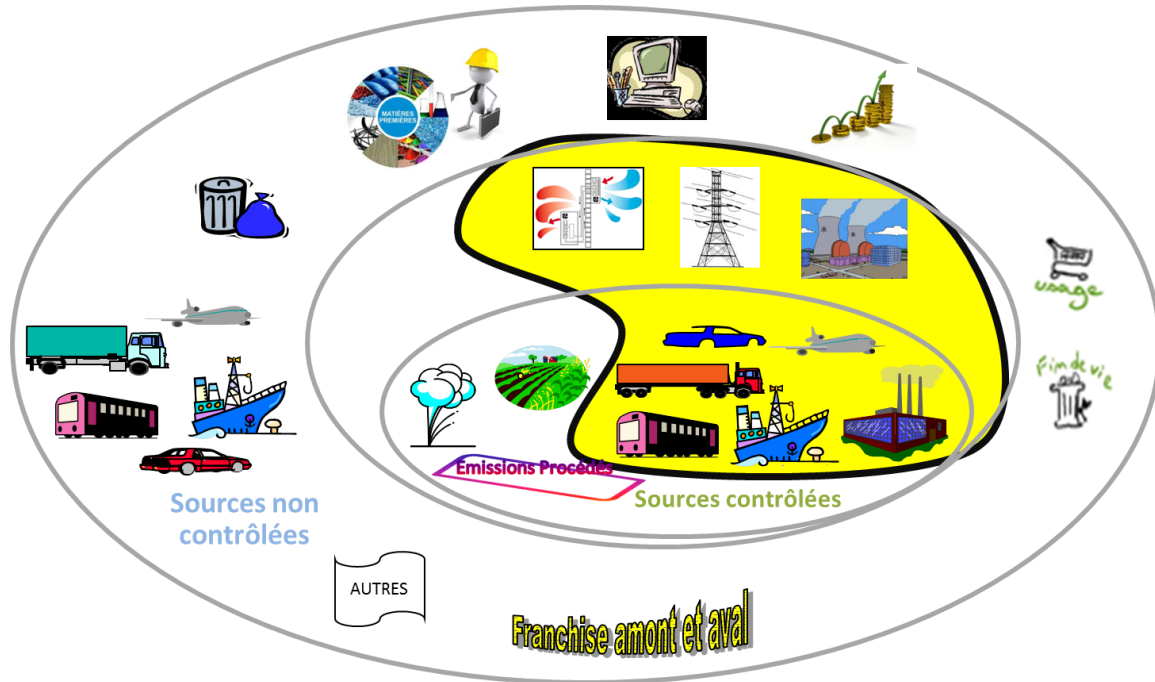 MATIÈRES
PREMIÈRES
usage
Fin de vie
Emissions Procédés
Sources contrôlées
Sources non
contrôlées
AUTRES
Franchise amont et aval